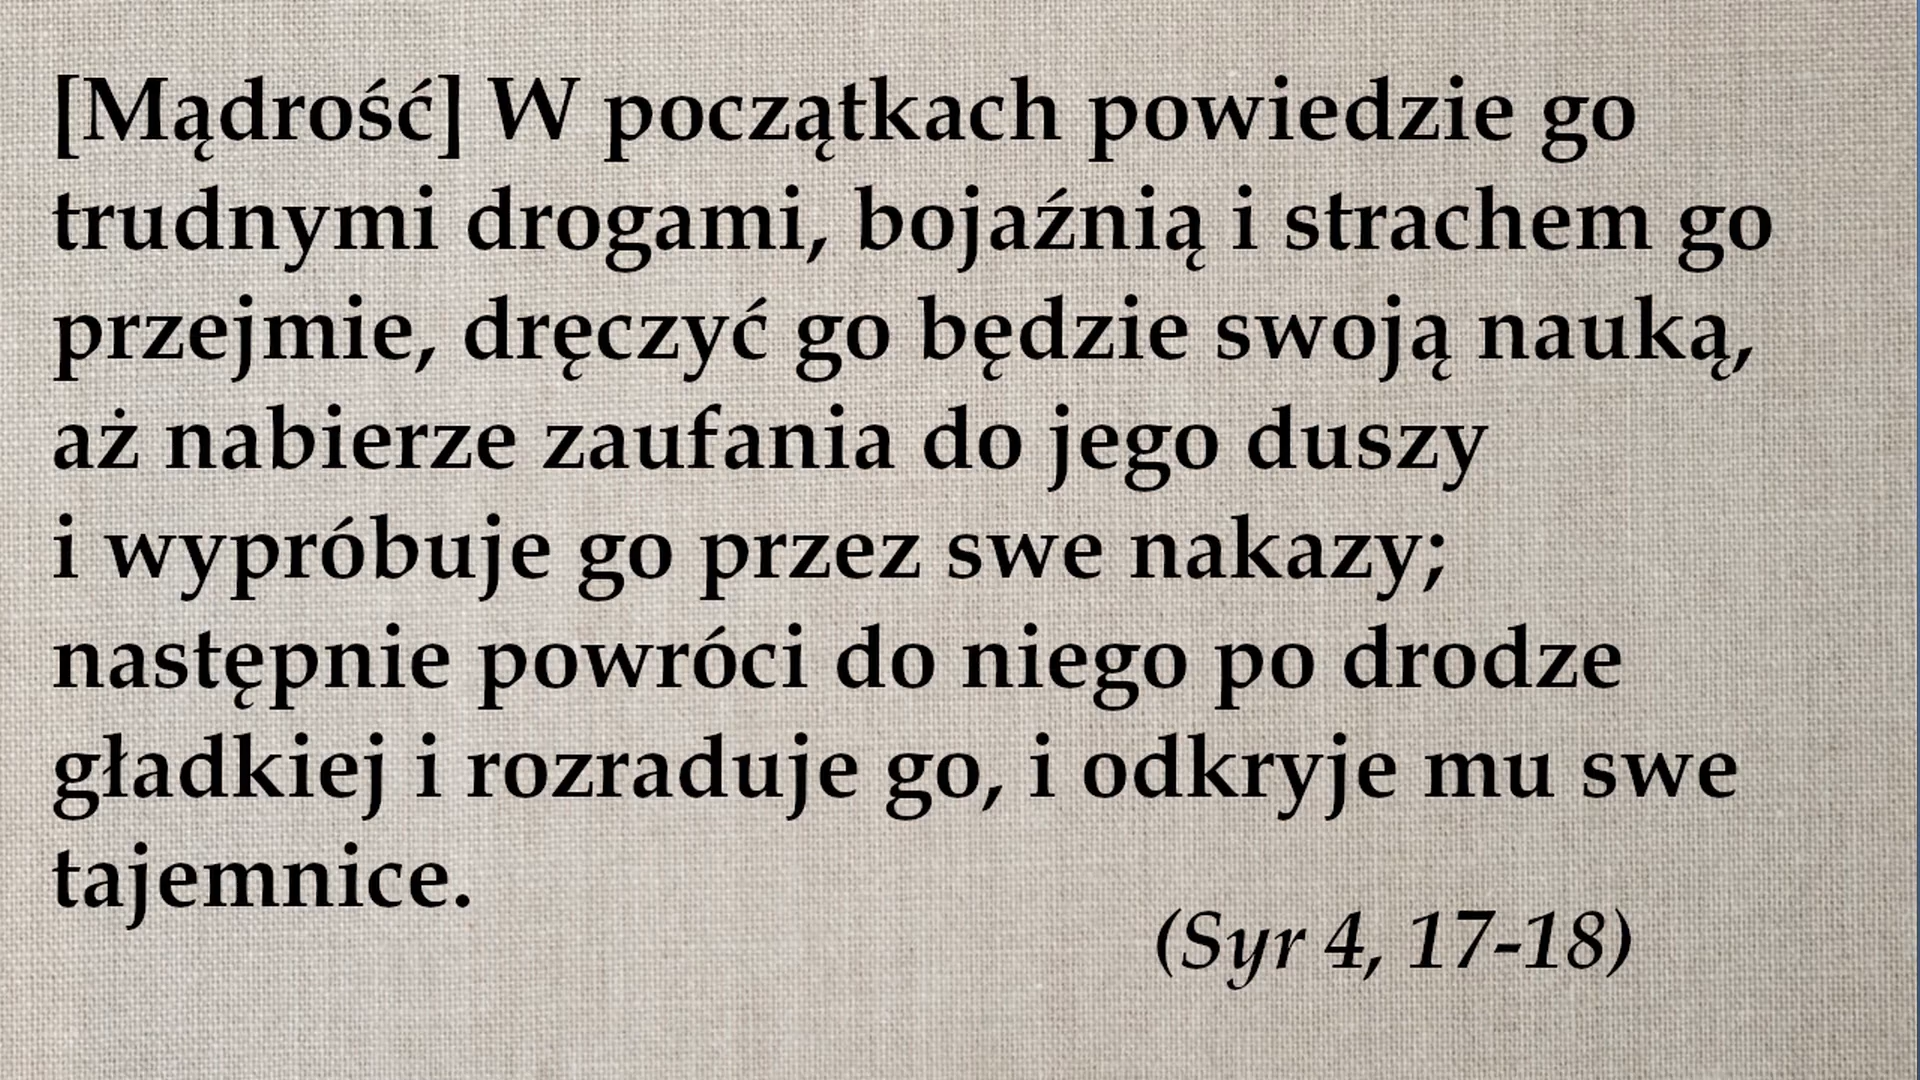 [Mądrość] W początkach powiedzie go
trudnymi drogami, bojaźnią i strachem go
przejmie, dręczyć go będzie swoją nauką,
aż nabierze zaufania do jego duszy
i wypróbuje go przez swe nakazy;
następnie powróci do niego po drodze
gładkiej i rozraduje go, i odkryje mu swe
tajemnice.
(Syr 4, 17-18)